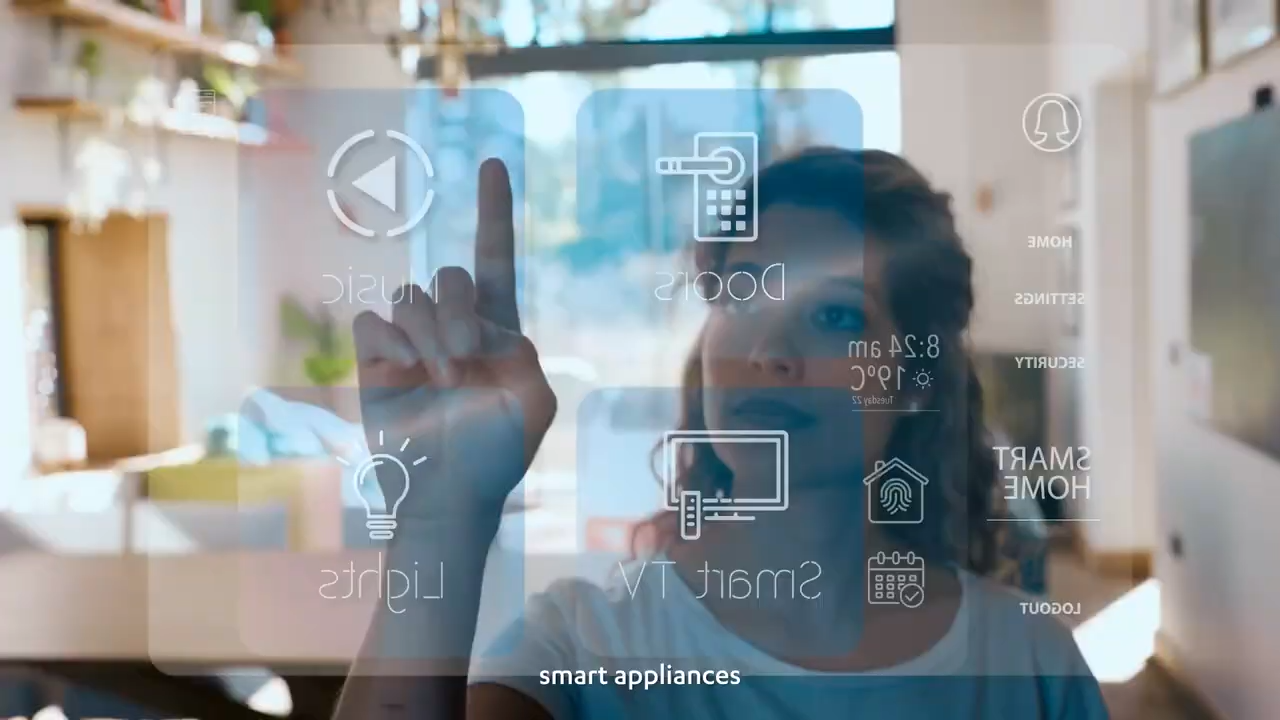 Music
Doors
HOME
SETTINGS
SECURITY
8:24 am
19°C
Tuesday 22
SMART
HOME
Lights
Smart TV
LOGOUT
smart appliances